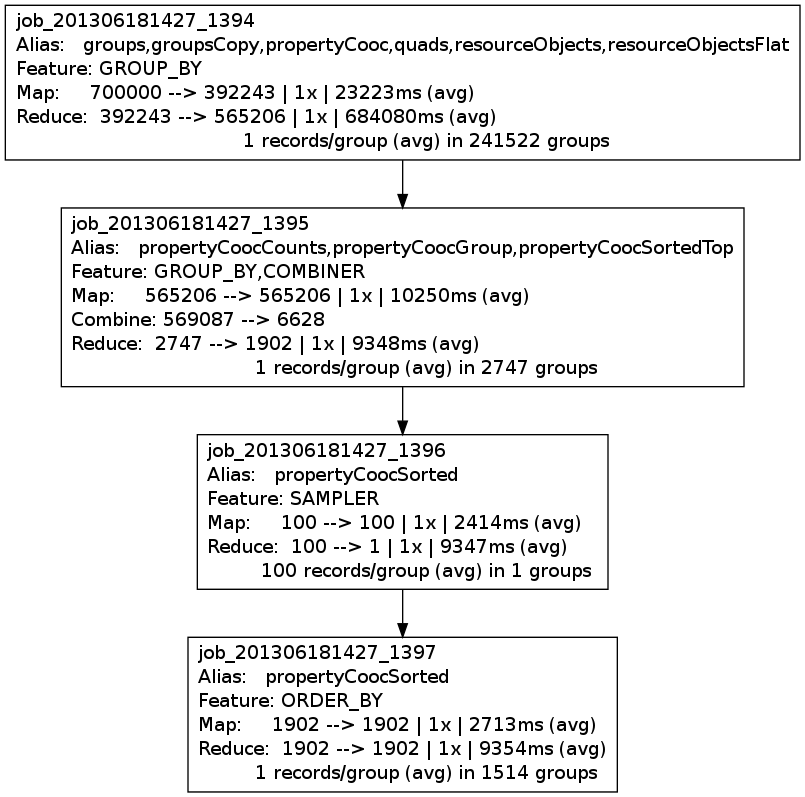 job_201306181427_1394
Alias: groups,groupsCopy,propertyCooc,quads,resourceObjects,resourceObjectsFlat
Feature: GROUP_BY
Map: 700000 --> 392243 | 1x | 23223ms (avg)
Reduce: 392243 --> 565206 | 1x | 684080ms (avg)
1 records/group (avg) in 241522 groups
job_201306181427_1395
Alias: propertyCoocCounts,propertyCoocGroup,propertyCoocSortedTop
Feature: GROUP_BY,COMBINER
Map: 565206 --> 565206 | 1x | 10250ms (avg)
Combine: 569087 --> 6628
Reduce: 2747 --> 1902 | 1x | 9348ms (avg)
1 records/group (avg) in 2747 groups
job_201306181427_1396
Alias: propertyCoocSorted
Feature: SAMPLER
Map: 100 --> 100 | 1x | 2414ms (avg)
Reduce: 100 --> 1 | 1x | 9347ms (avg)
100 records/group (avg) in 1 groups
job_201306181427_1397
Alias: propertyCoocSorted
Feature: ORDER_BY
Map: 1902 --> 1902 | 1x | 2713ms (avg)
Reduce: 1902 --> 1902 | 1x | 9354ms (avg)
1 records/group (avg) in 1514 groups